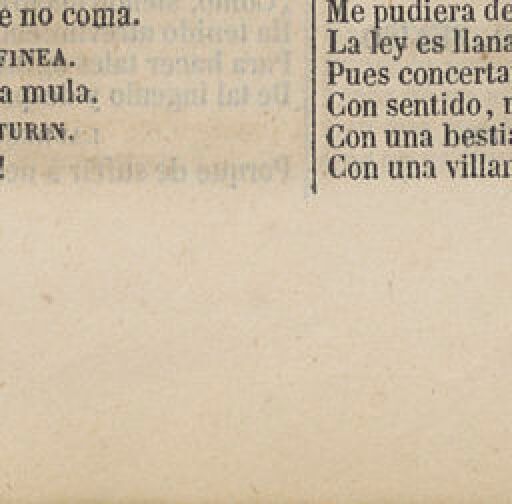 e no coma.
FINEA.
a mula.
TURIN.
!
Me pudiera de
La ley es llana
Pues concerta
Con sentido,
Con una bestia
Con una villan